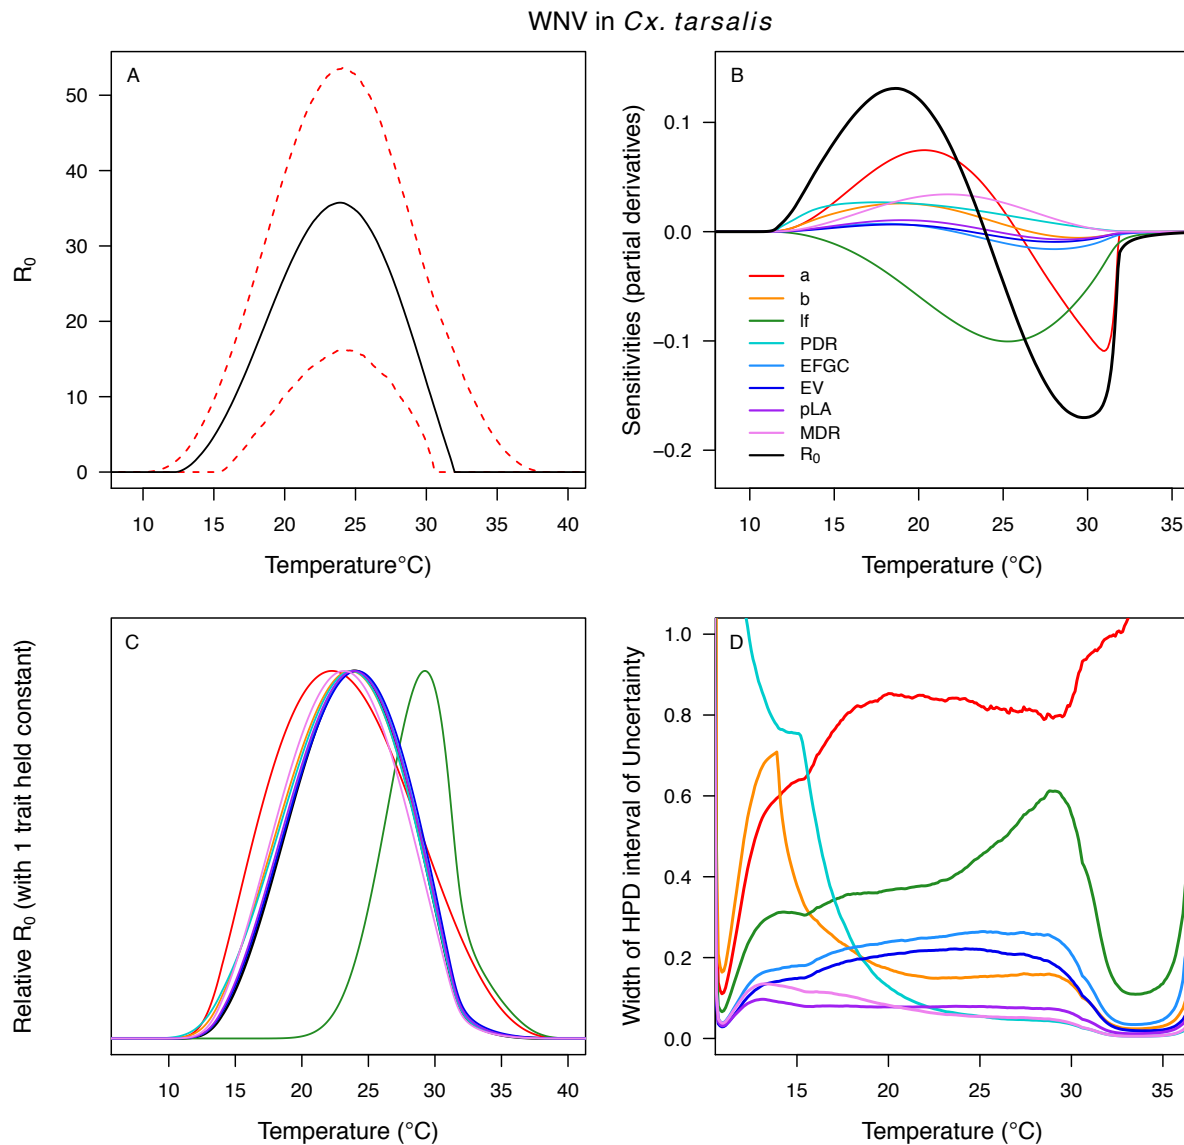 WNV in Cx. tarsalis
A
R0
0
10
20
30
40
50
10 15 20 25 30 35 40
Temperature°C)
B
Sensitivities (partial derivatives)
0.1
0.0
−0.1
−0.2
a
b
lf
PDR
EFGC
EV
pLA
MDR
R0
10 15 20 25 30 35
Temperature (°C)
C
Relative R0 (with 1 trait held constant)
10 15 20 25 30 35 40
Temperature (°C)
D
Width of HPD interval of Uncertainty
1.0
0.8
0.6
0.4
0.2
0.0
15 20 25 30 35
Temperature (°C)